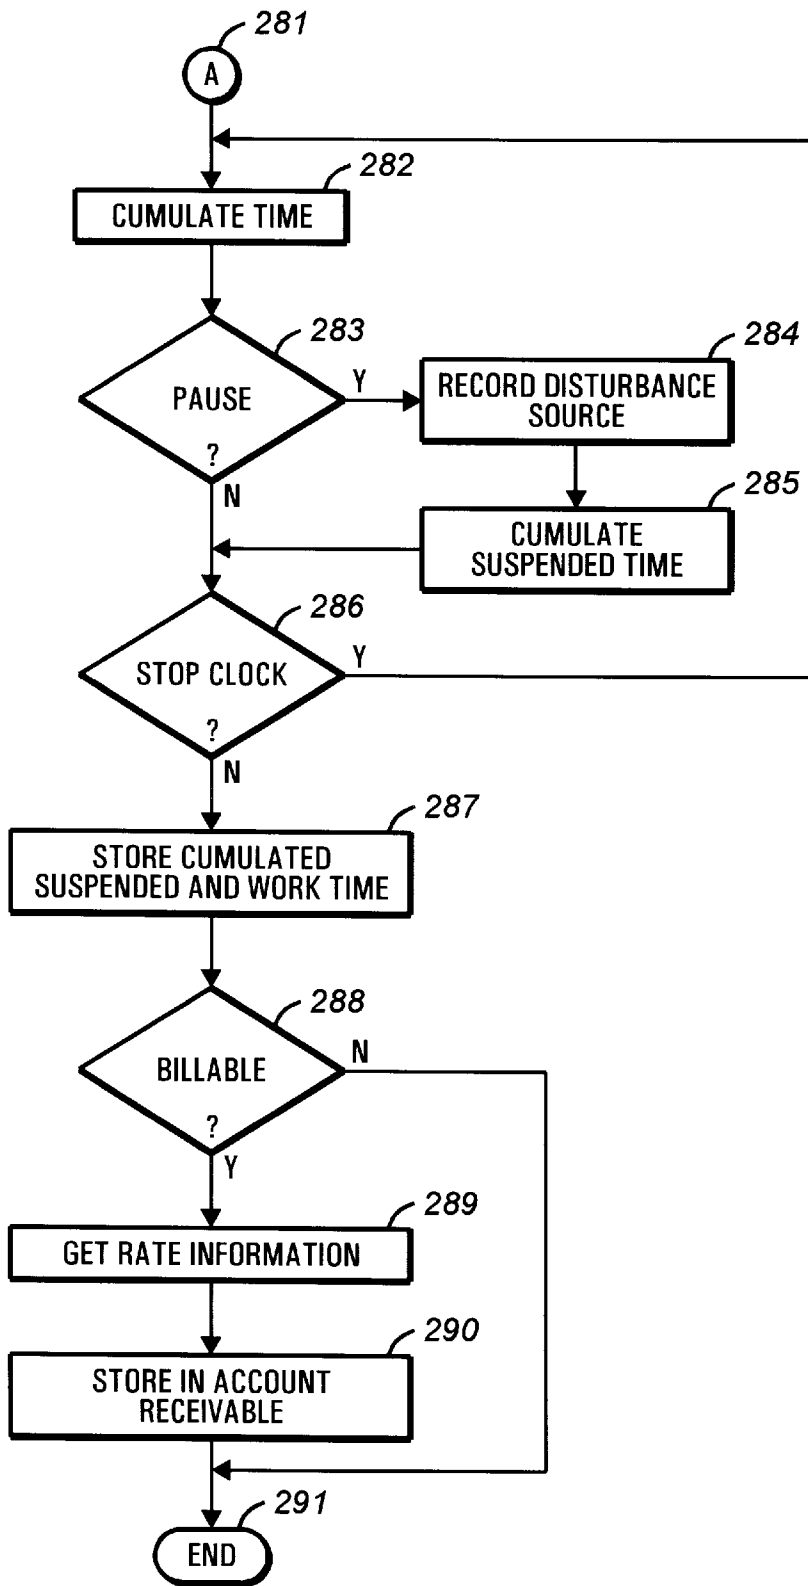 281
A
282
CUMULATE TIME
283
PAUSE
?
Y
N
284
RECORD DISTURBANCE
SOURCE
285
CUMULATE
SUSPENDED TIME
286
STOP CLOCK
?
Y
N
287
STORE CUMULATED
SUSPENDED AND WORK TIME
288
BILLABLE
?
N
Y
289
GET RATE INFORMATION
290
STORE IN ACCOUNT
RECEIVABLE
291
END